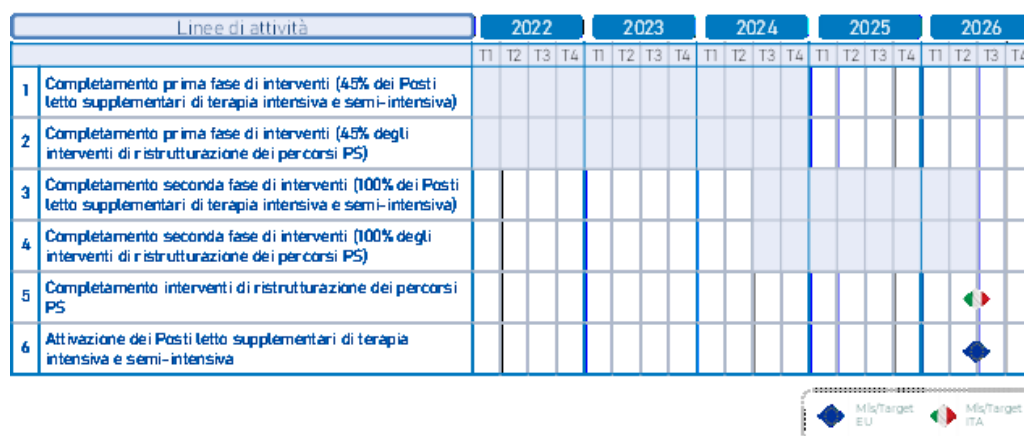 Linee di attività 2022 2023 2024 2025 2026
T1 T2 T3 T4 T1 T2 T3 T4 T1 T2 T3 T4 T1 T2 T3 T4 T1 T2 T3 T4
1 Completamento prima fase di interventi (45% dei Posti
letto supplementari di terapia intensiva e semi-intensiva)
2 Completamento prima fase di interventi (45% degli
interventi di ristrutturazione dei percorsi PS)
3 Completamento seconda fase di interventi (100% dei Posti
letto supplementari di terapia intensiva e semi-intensiva)
4 Completamento seconda fase di interventi (100% degli
interventi di ristrutturazione dei percorsi PS)
5 Completamento interventi di ristrutturazione dei percorsi
PS
6 Attivazione dei Posti letto supplementari di terapia
intensiva e semi-intensiva
Mls/Target
EU
Mls/Target
ITA